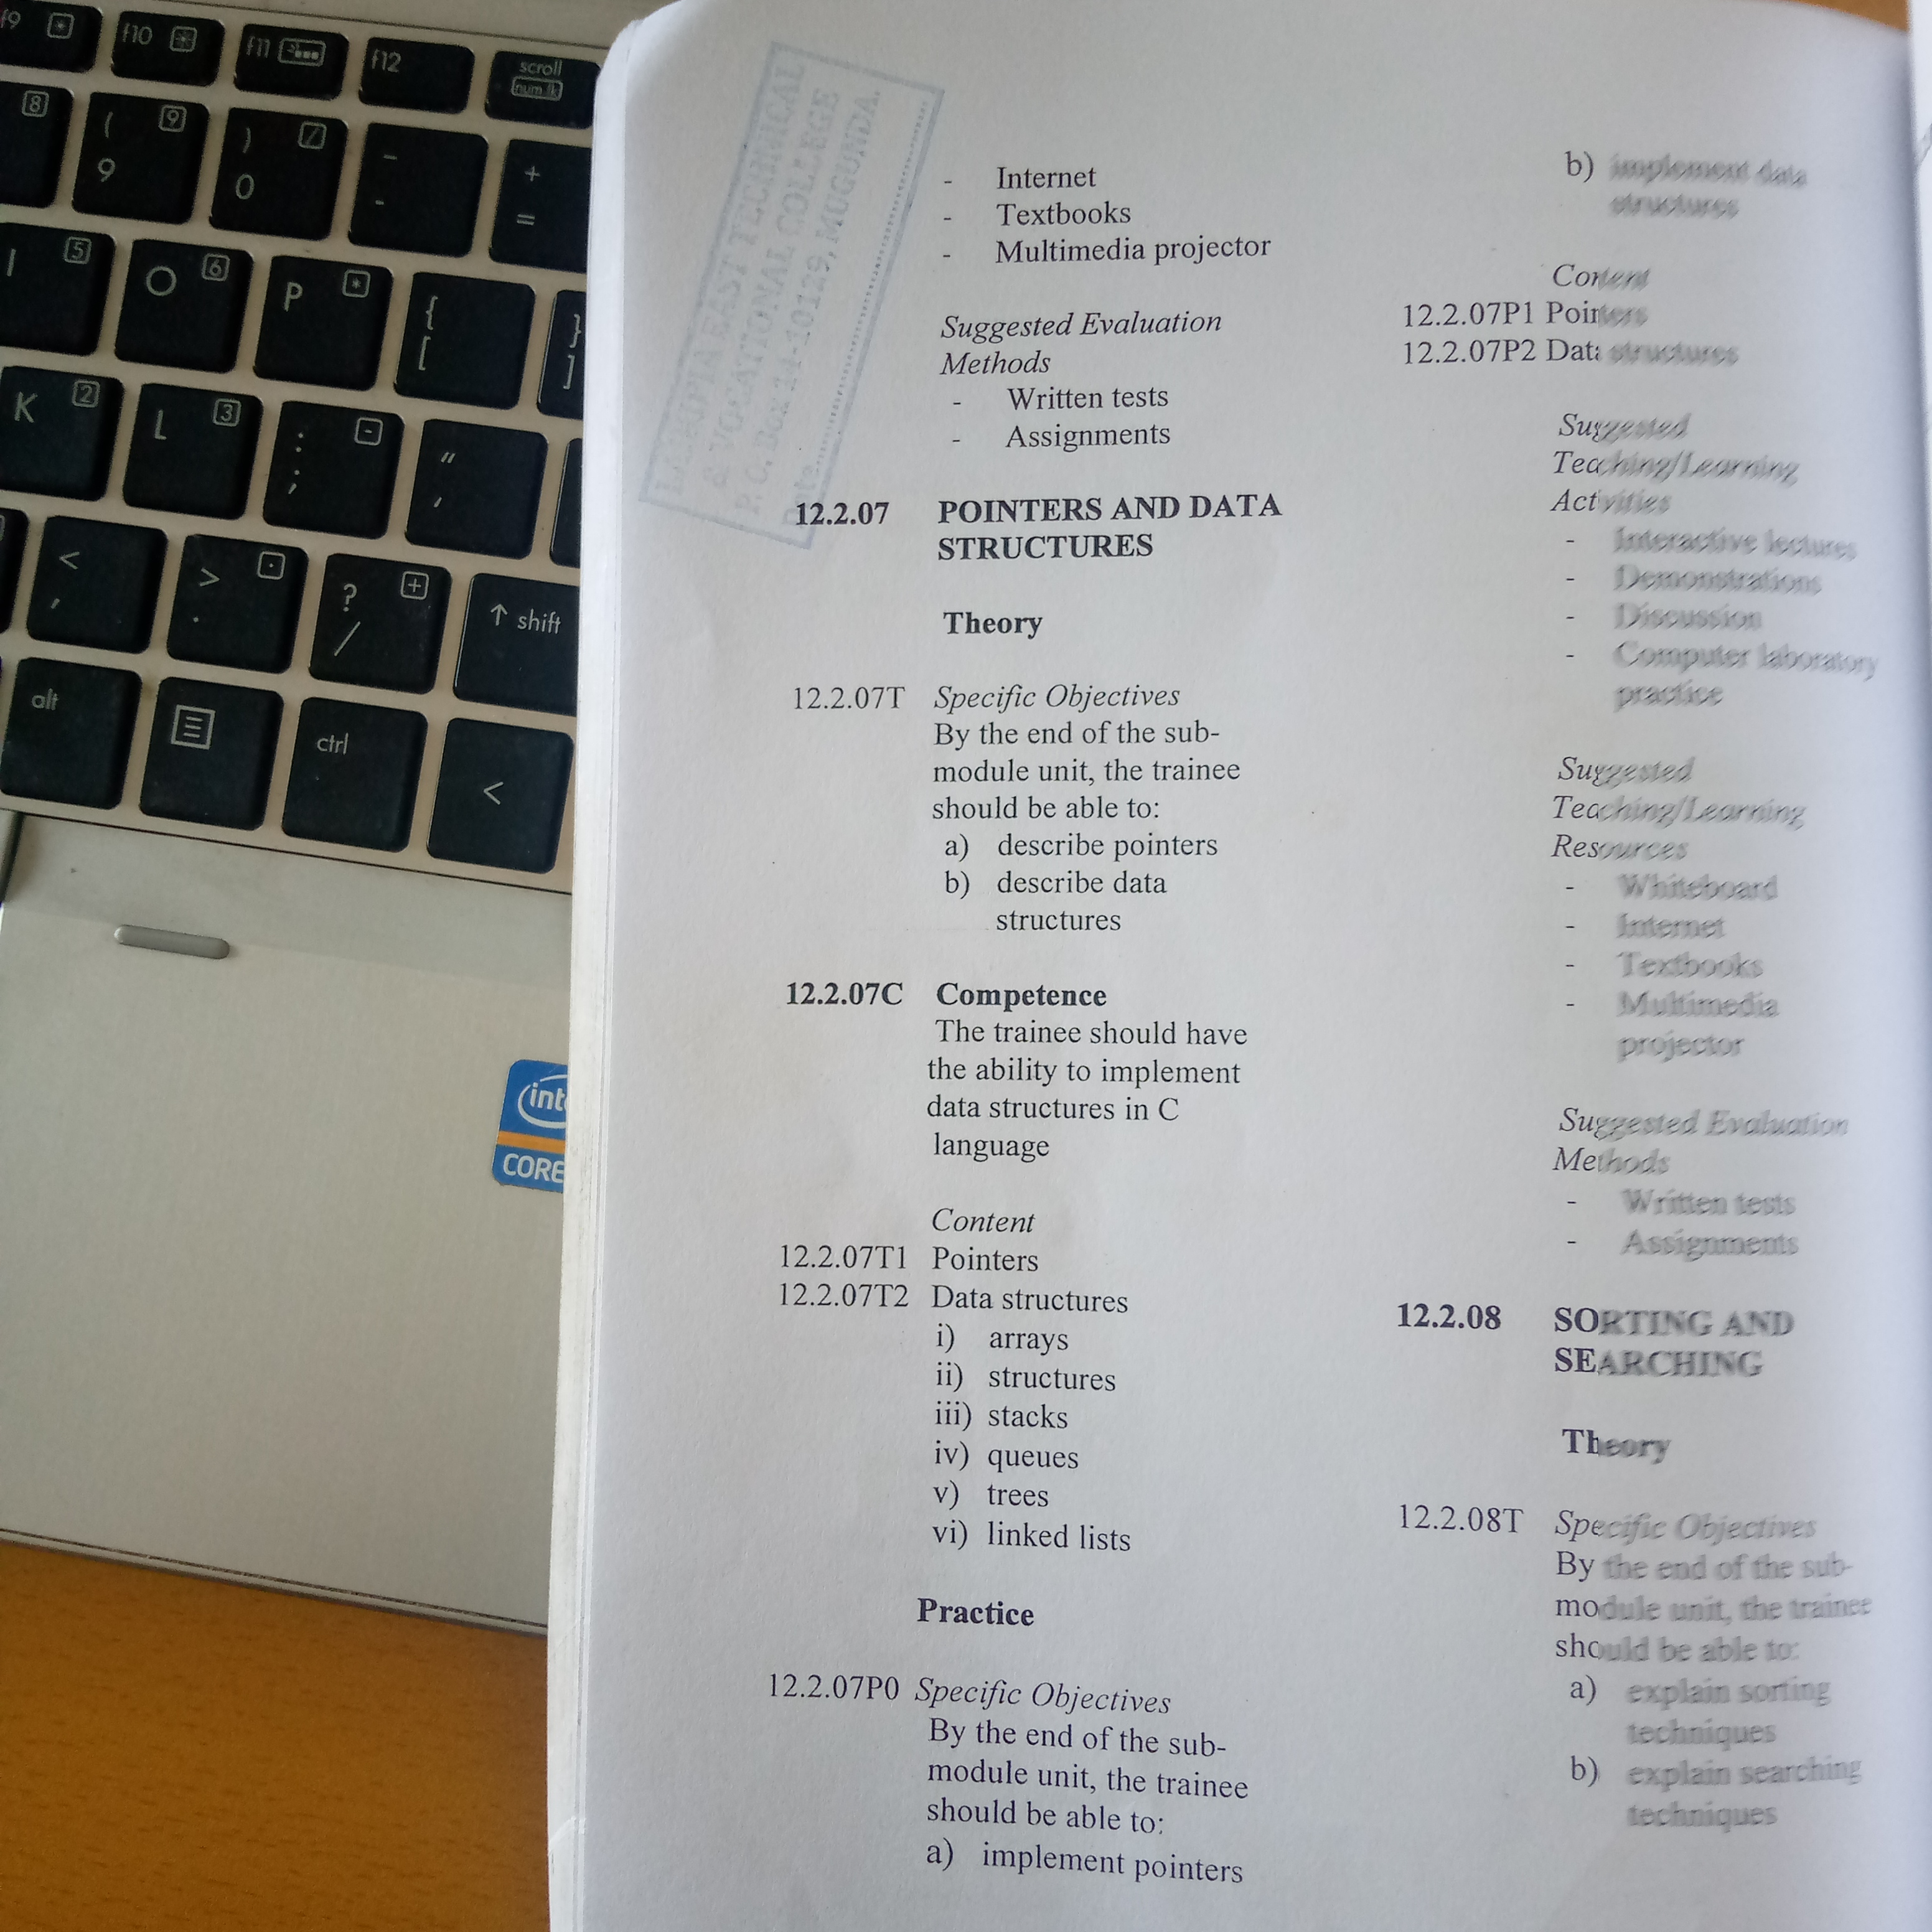 f9
f10
f11
f12
scroll
num lk
8
(
9
9
)
0
/
-
-
+
=
I
5
O
6
P
*
{
[
}
]
K
2
L
3
:
;
-
"
,
<
,
>
.
.
?
/
+
↑ shift
alt
ctrl
<
CORE
& VOCATIONAL COLLEGE
- Internet
- Textbooks
- Multimedia projector
Suggested Evaluation
Methods
- Written tests
- Assignments
12.2.07 POINTERS AND DATA
STRUCTURES
Theory
12.2.07T Specific Objectives
By the end of the sub-
module unit, the trainee
should be able to:
a) describe pointers
b) describe data
structures
12.2.07C Competence
The trainee should have
the ability to implement
data structures in C
language
Content
12.2.07T1 Pointers
12.2.07T2 Data structures
i) arrays
ii) structures
iii) stacks
iv) queues
v) trees
vi) linked lists
Practice
12.2.07P0 Specific Objectives
By the end of the sub-
module unit, the trainee
should be able to:
a) implement pointers
b) implement data
structures
Content
12.2.07P1 Pointers
12.2.07P2 Data structures
Suggested
Teaching/Learning
Activities
- Interactive lectures
- Demonstrations
- Discussion
- Computer laboratory
practice
Suggested
Teaching/Learning
Resources
- Whiteboard
- Internet
- Textbooks
- Multimedia
projector
Suggested Evaluation
Methods
- Written tests
- Assignments
12.2.08 SORTING AND
SEARCHING
Theory
12.2.08T Specific Objectives
By the end of the sub-
module unit, the trainee
should be able to:
a) explain sorting
techniques
b) explain searching
techniques